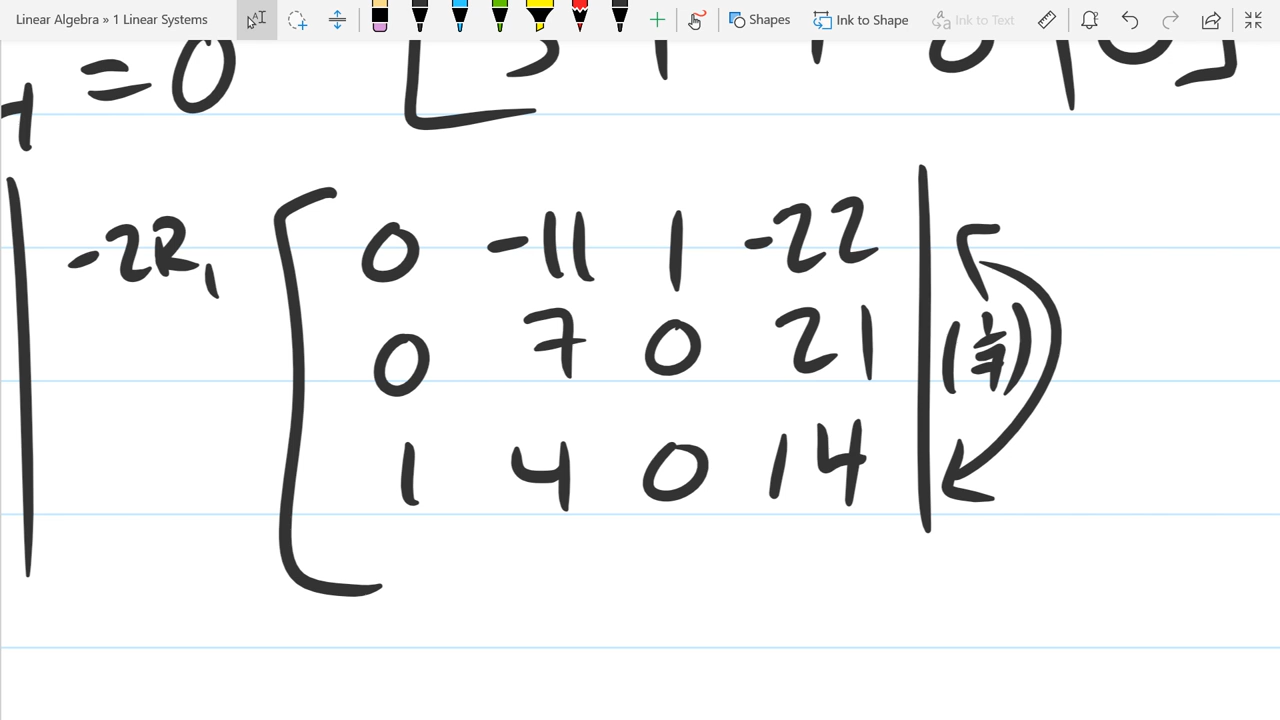 Linear Algebra » 1 Linear Systems Shapes Ink to Shape Ink to Text
= 0
-2R₁ 0 -11 1 -22
0 7 0 21 (1/7)
1 4 0 14